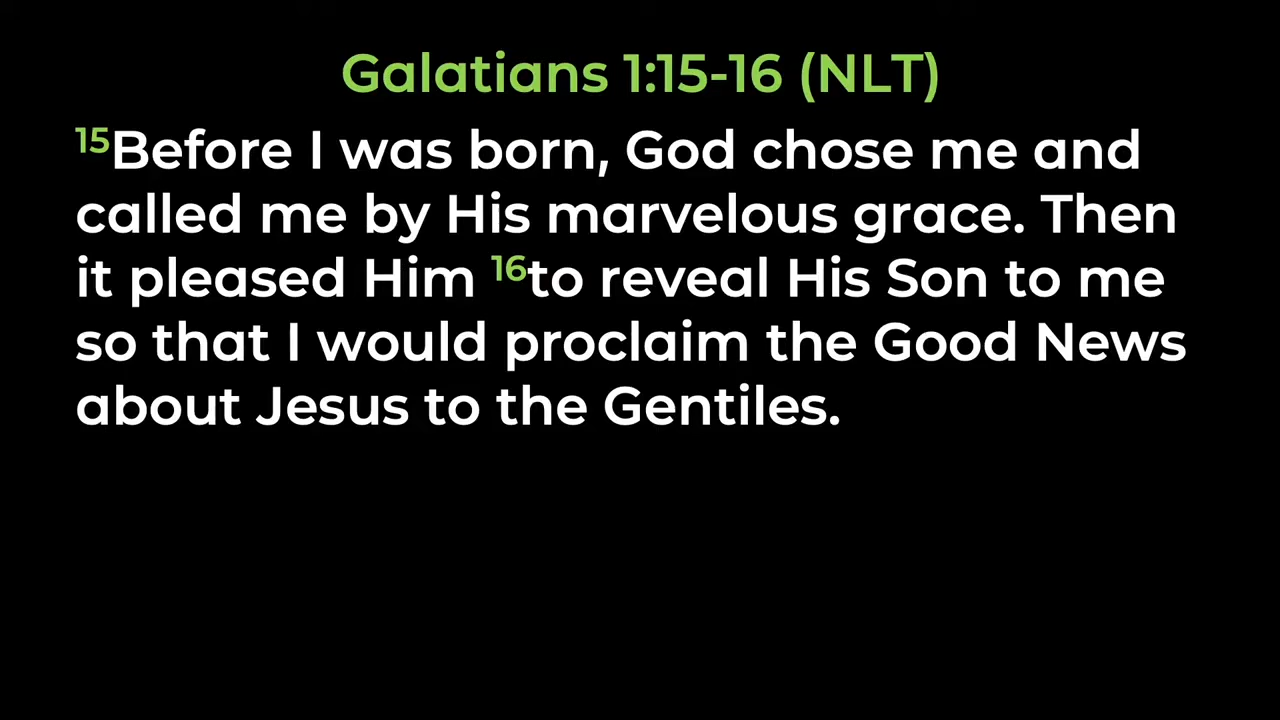 Galatians 1:15-16 (NLT)
15Before I was born, God chose me and
called me by His marvelous grace. Then
it pleased Him 16to reveal His Son to me
so that I would proclaim the Good News
about Jesus to the Gentiles.